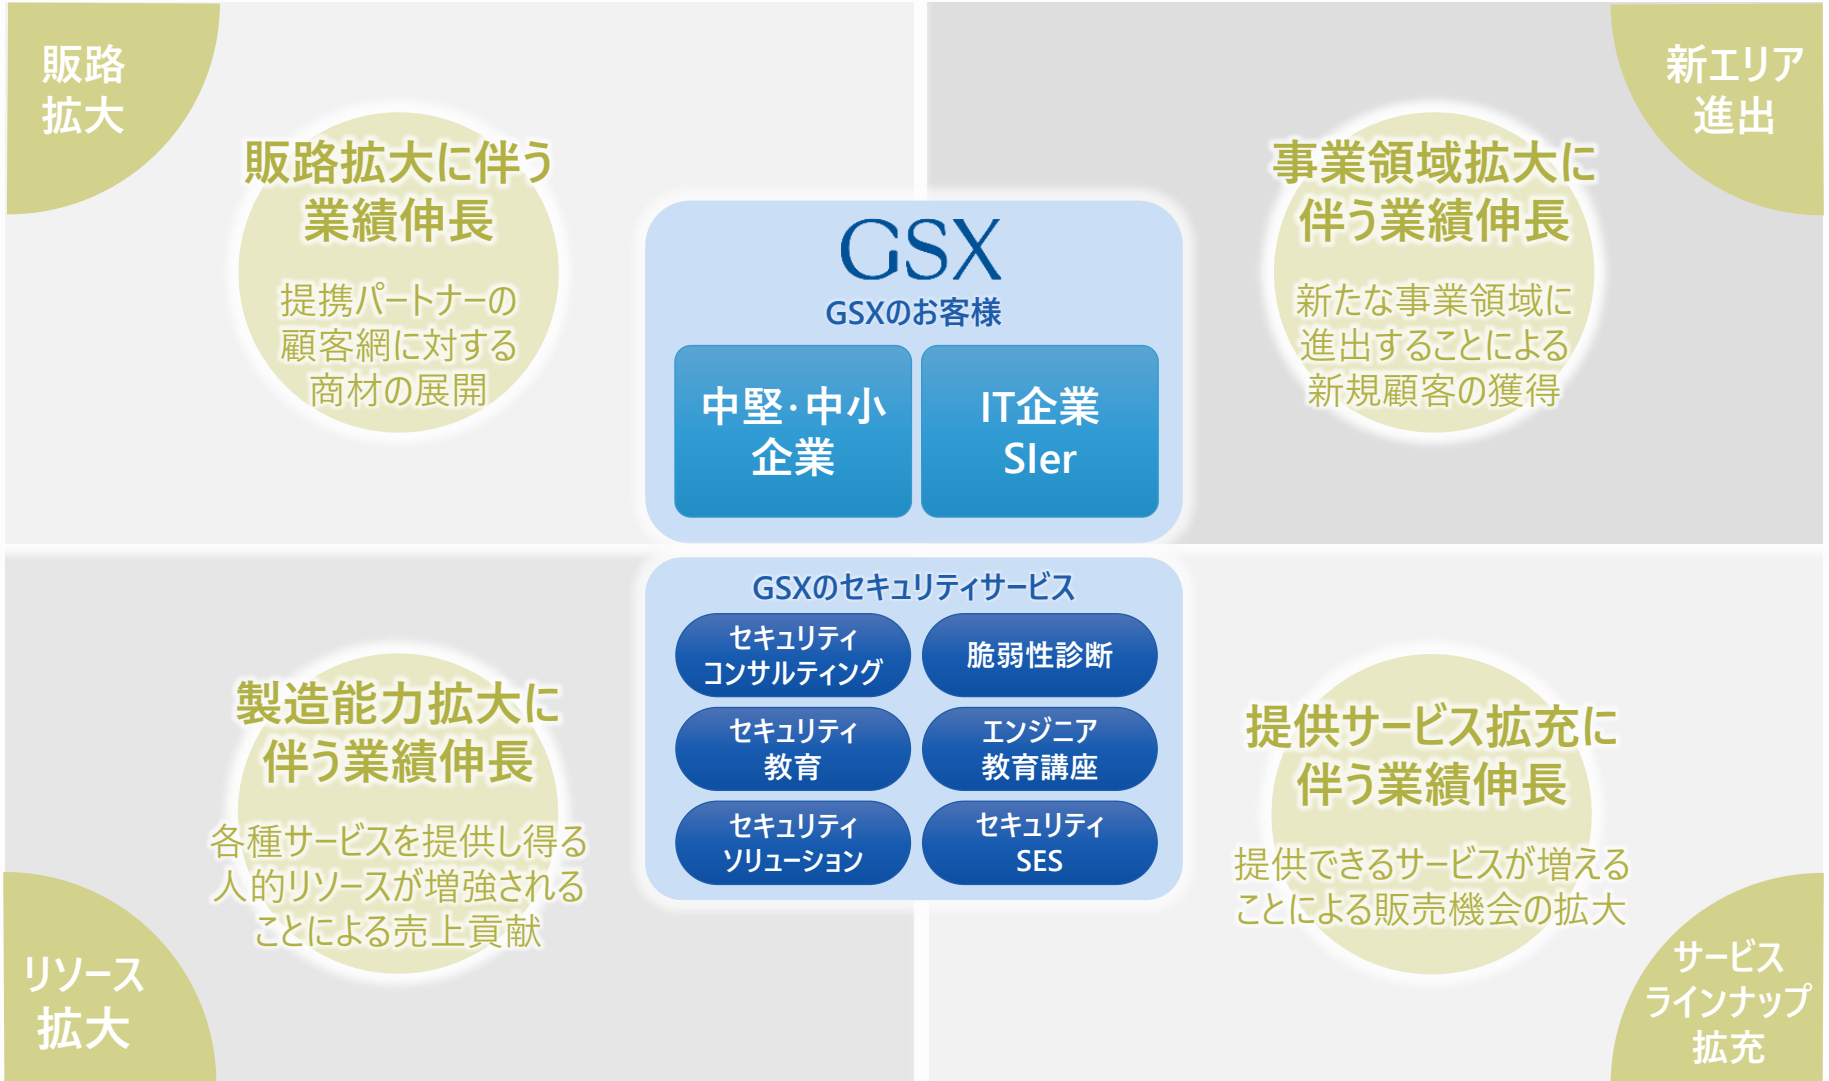 販路
拡大
販路拡大に伴う
業績伸長
提携パートナーの
顧客網に対する
商材の展開
新エリア
進出
事業領域拡大に
伴う業績伸長
新たな事業領域に
進出することによる
新規顧客の獲得
GSX
GSXのお客様
中堅・中小
企業
IT企業
SIer
GSXのセキュリティサービス
セキュリティ
コンサルティング
脆弱性診断
セキュリティ
教育
エンジニア
教育講座
セキュリティ
ソリューション
セキュリティ
SES
製造能力拡大に
伴う業績伸長
各種サービスを提供し得る
人的リソースが増強される
ことによる売上貢献
リソース
拡大
提供サービス拡充に
伴う業績伸長
提供できるサービスが増える
ことによる販売機会の拡大
サービス
ラインナップ
拡充